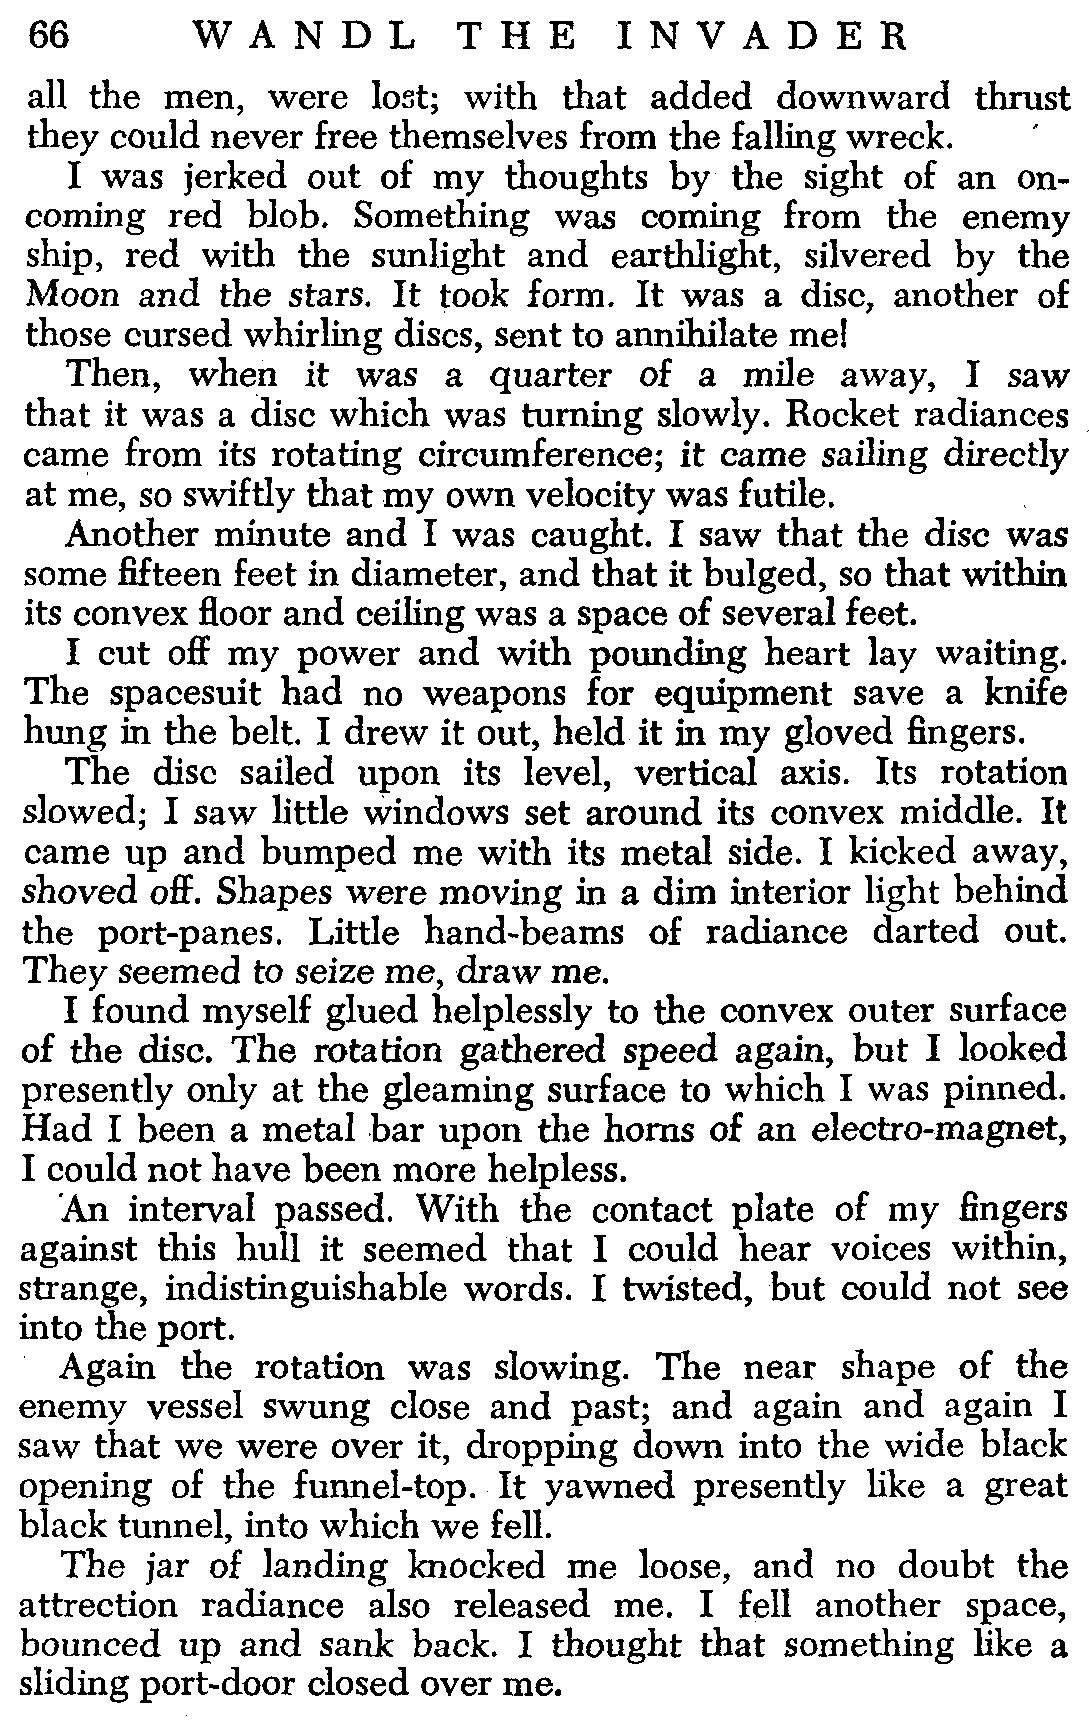 66 WANDL THE INVADER
all the men, were lost; with that added downward thrust
they could never free themselves from the falling wreck.
I was jerked out of my thoughts by the sight of an on-
coming red blob. Something was coming from the enemy
ship, red with the sunlight and earthlight, silvered by the
Moon and the stars. It took form. It was a disc, another of
those cursed whirling discs, sent to annihilate me!
Then, when it was a quarter of a mile away, I saw
that it was a disc which was turning slowly. Rocket radiances
came from its rotating circumference; it came sailing directly
at me, so swiftly that my own velocity was futile.
Another minute and I was caught. I saw that the disc was
some fifteen feet in diameter, and that it bulged, so that within
its convex floor and ceiling was a space of several feet.
I cut off my power and with pounding heart lay waiting.
The spacesuit had no weapons for equipment save a knife
hung in the belt. I drew it out, held it in my gloved fingers.
The disc sailed upon its level, vertical axis. Its rotation
slowed; I saw little windows set around its convex middle. It
came up and bumped me with its metal side. I kicked away,
shoved off. Shapes were moving in a dim interior light behind
the port-panes. Little hand-beams of radiance darted out.
They seemed to seize me, draw me.
I found myself glued helplessly to the convex outer surface
of the disc. The rotation gathered speed again, but I looked
presently only at the gleaming surface to which I was pinned.
Had I been a metal bar upon the horns of an electro-magnet,
I could not have been more helpless.
An interval passed. With the contact plate of my fingers
against this hull it seemed that I could hear voices within,
strange, indistinguishable words. I twisted, but could not see
into the port.
Again the rotation was slowing. The near shape of the
enemy vessel swung close and past; and again and again I
saw that we were over it, dropping down into the wide black
opening of the funnel-top. It yawned presently like a great
black tunnel, into which we fell.
The jar of landing knocked me loose, and no doubt the
attrection radiance also released me. I fell another space,
bounced up and sank back. I thought that something like a
sliding port-door closed over me.